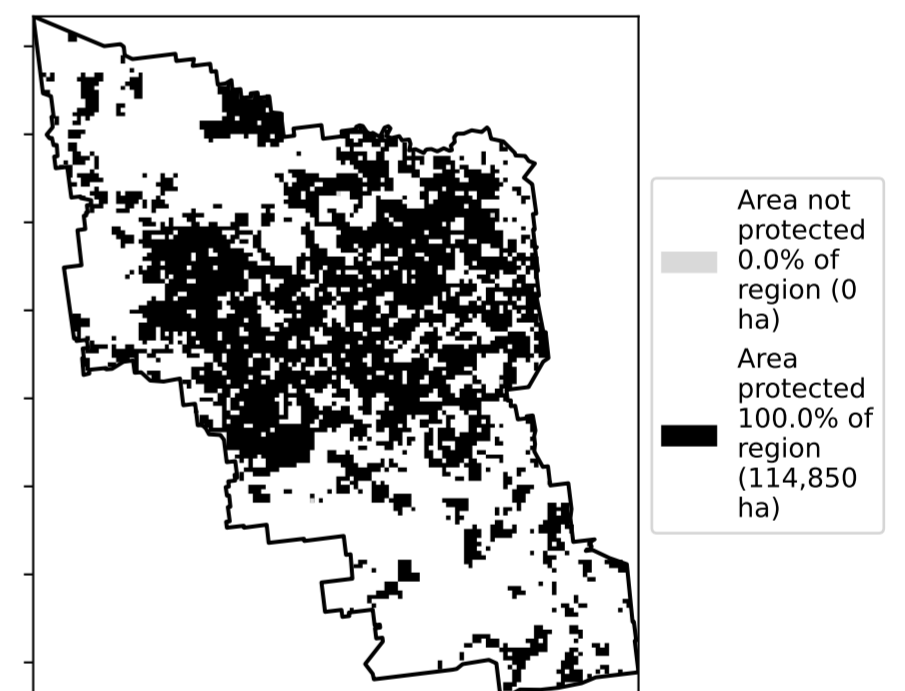 Area not
protected
0.0% of
region (0
ha)
Area
protected
100.0% of
region
(114,850
ha)